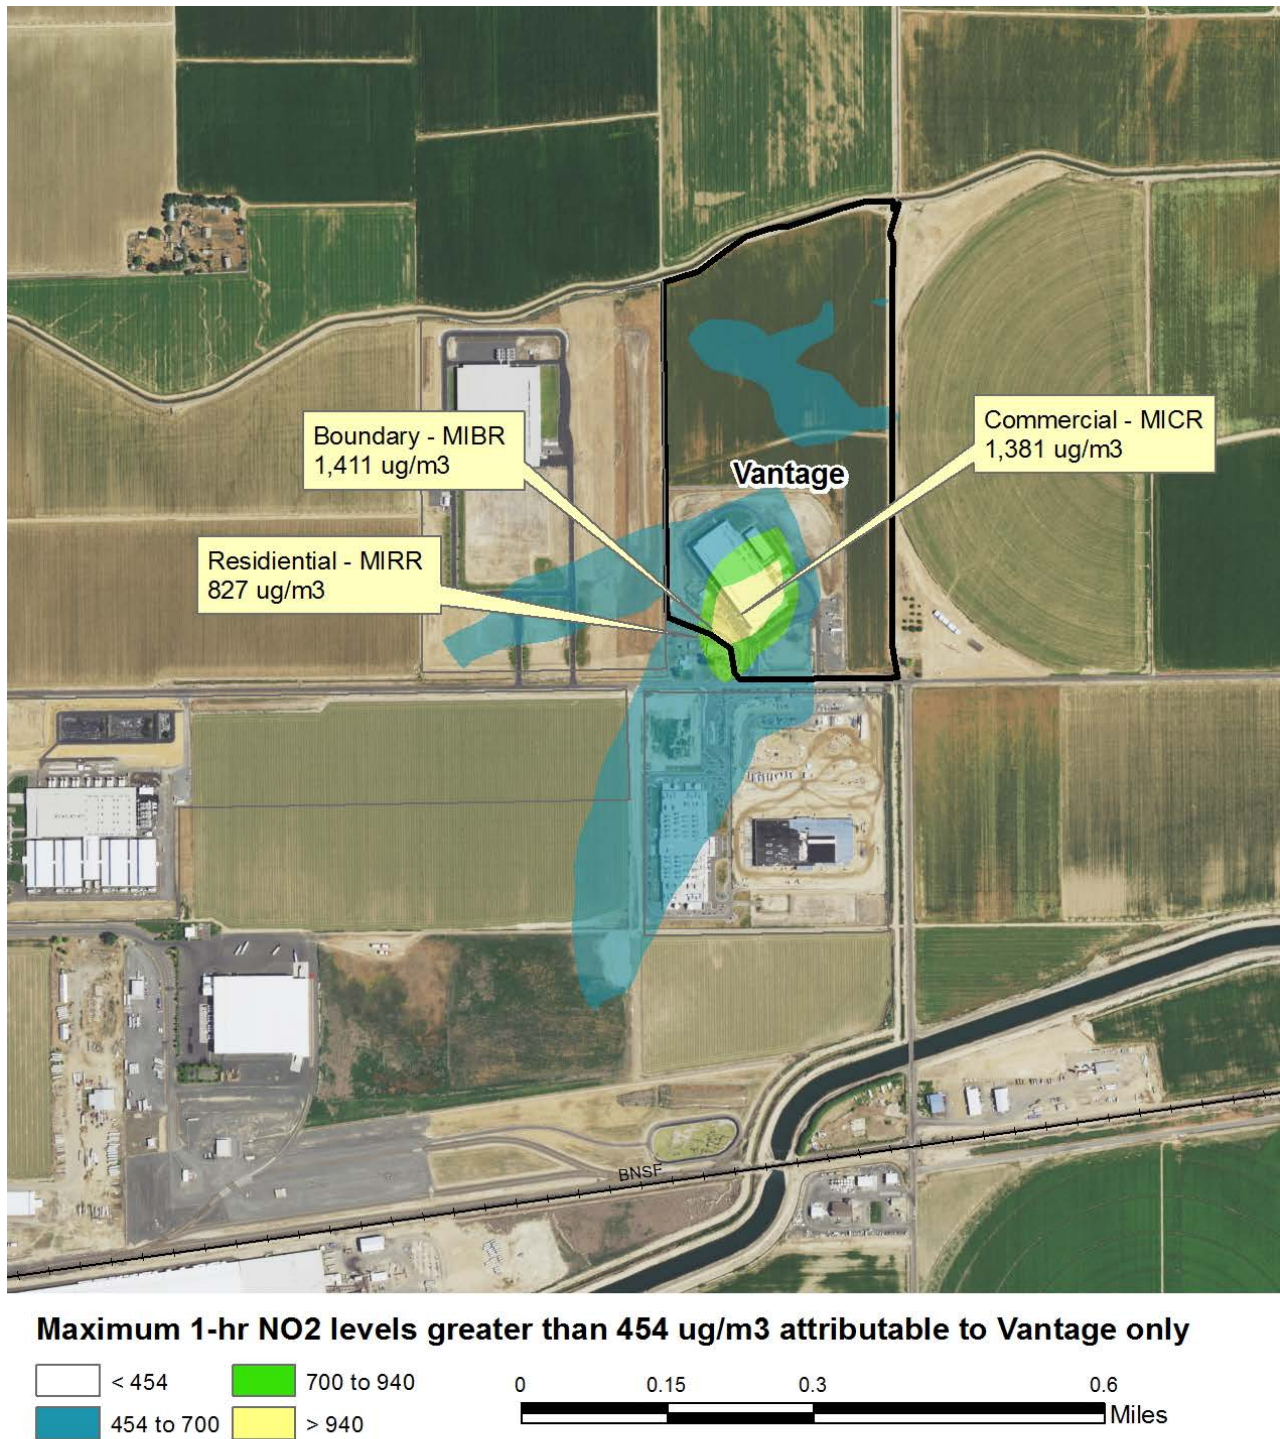 Boundary - MIBR
1,411 ug/m3
Commercial - MICR
1,381 ug/m3
Vantage
Residiential - MIRR
827 ug/m3
BNSF
Maximum 1-hr NO2 levels greater than 454 ug/m3 attributable to Vantage only
< 454
700 to 940
454 to 700
> 940
0 0.15 0.3 0.6
Miles